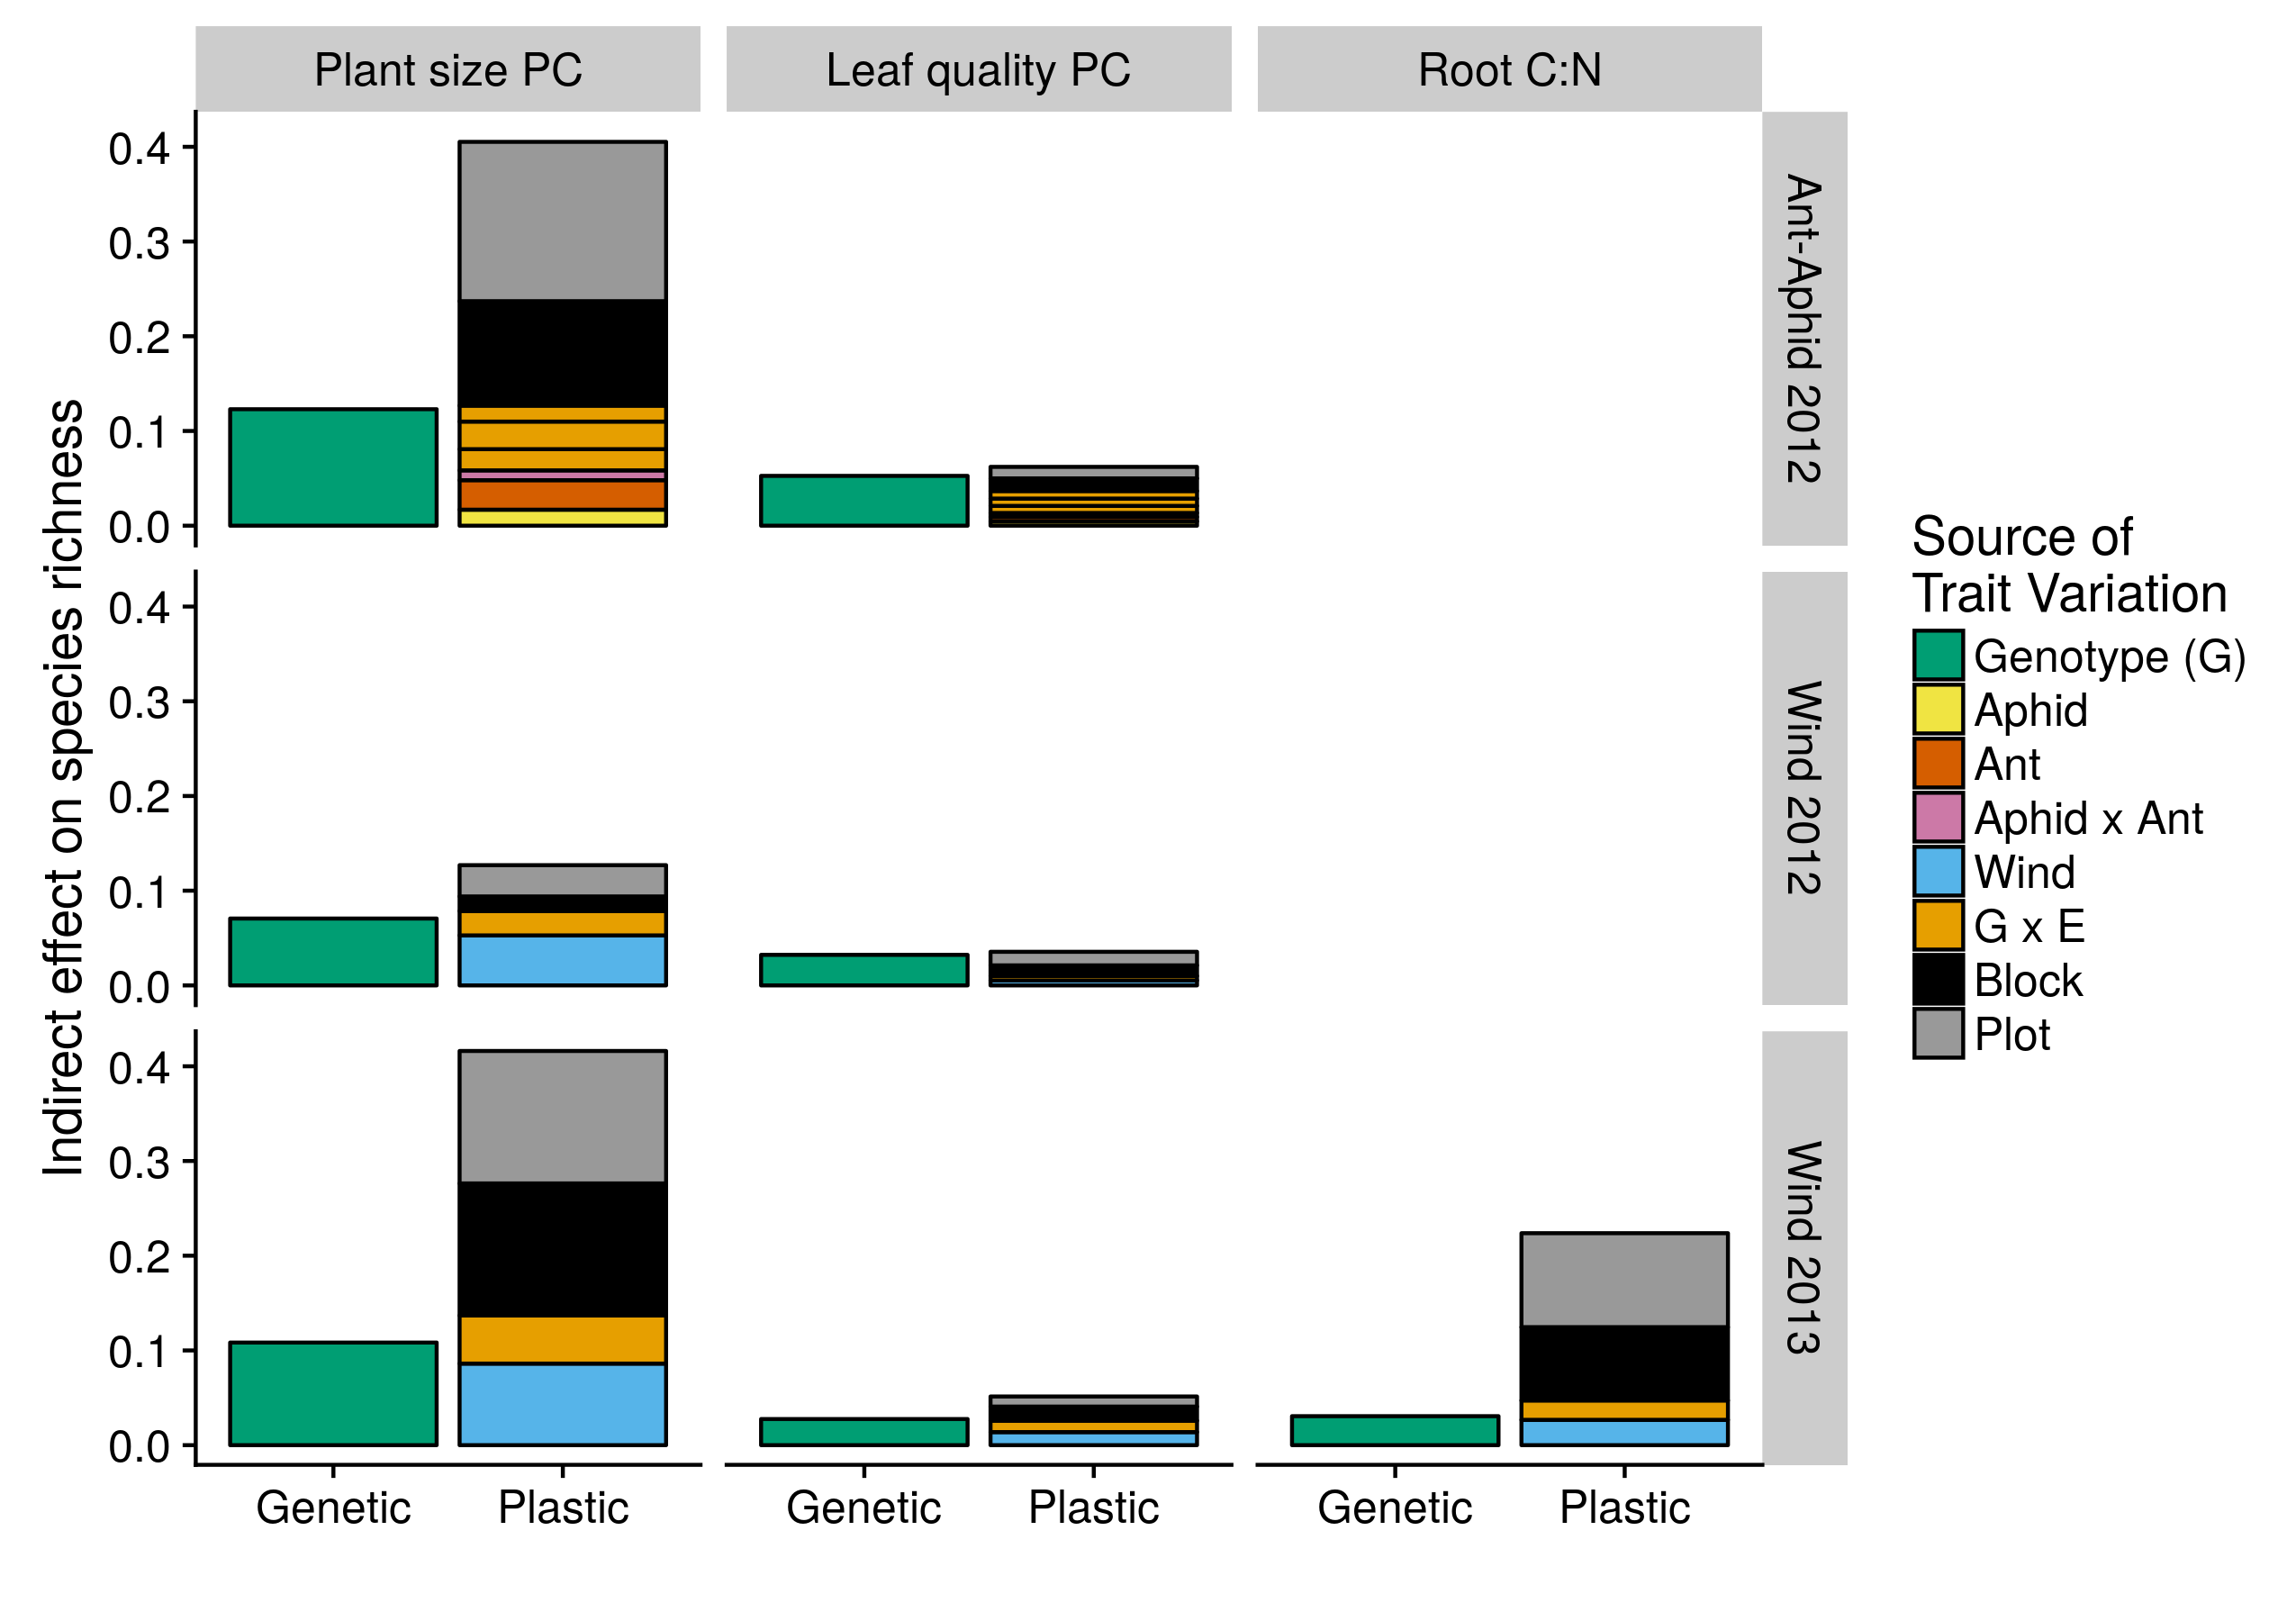 Plant size PC
Leaf quality PC
Root C:N
Indirect effect on species richness
0.4
0.3
0.2
0.1
0.0
Ant-Aphid 2012
0.4
0.3
0.2
0.1
0.0
Wind 2012
0.4
0.3
0.2
0.1
0.0
Wind 2013
Genetic
Plastic
Genetic
Plastic
Genetic
Plastic
Source of
Trait Variation
Genotype (G)
Aphid
Ant
Aphid x Ant
Wind
G x E
Block
Plot